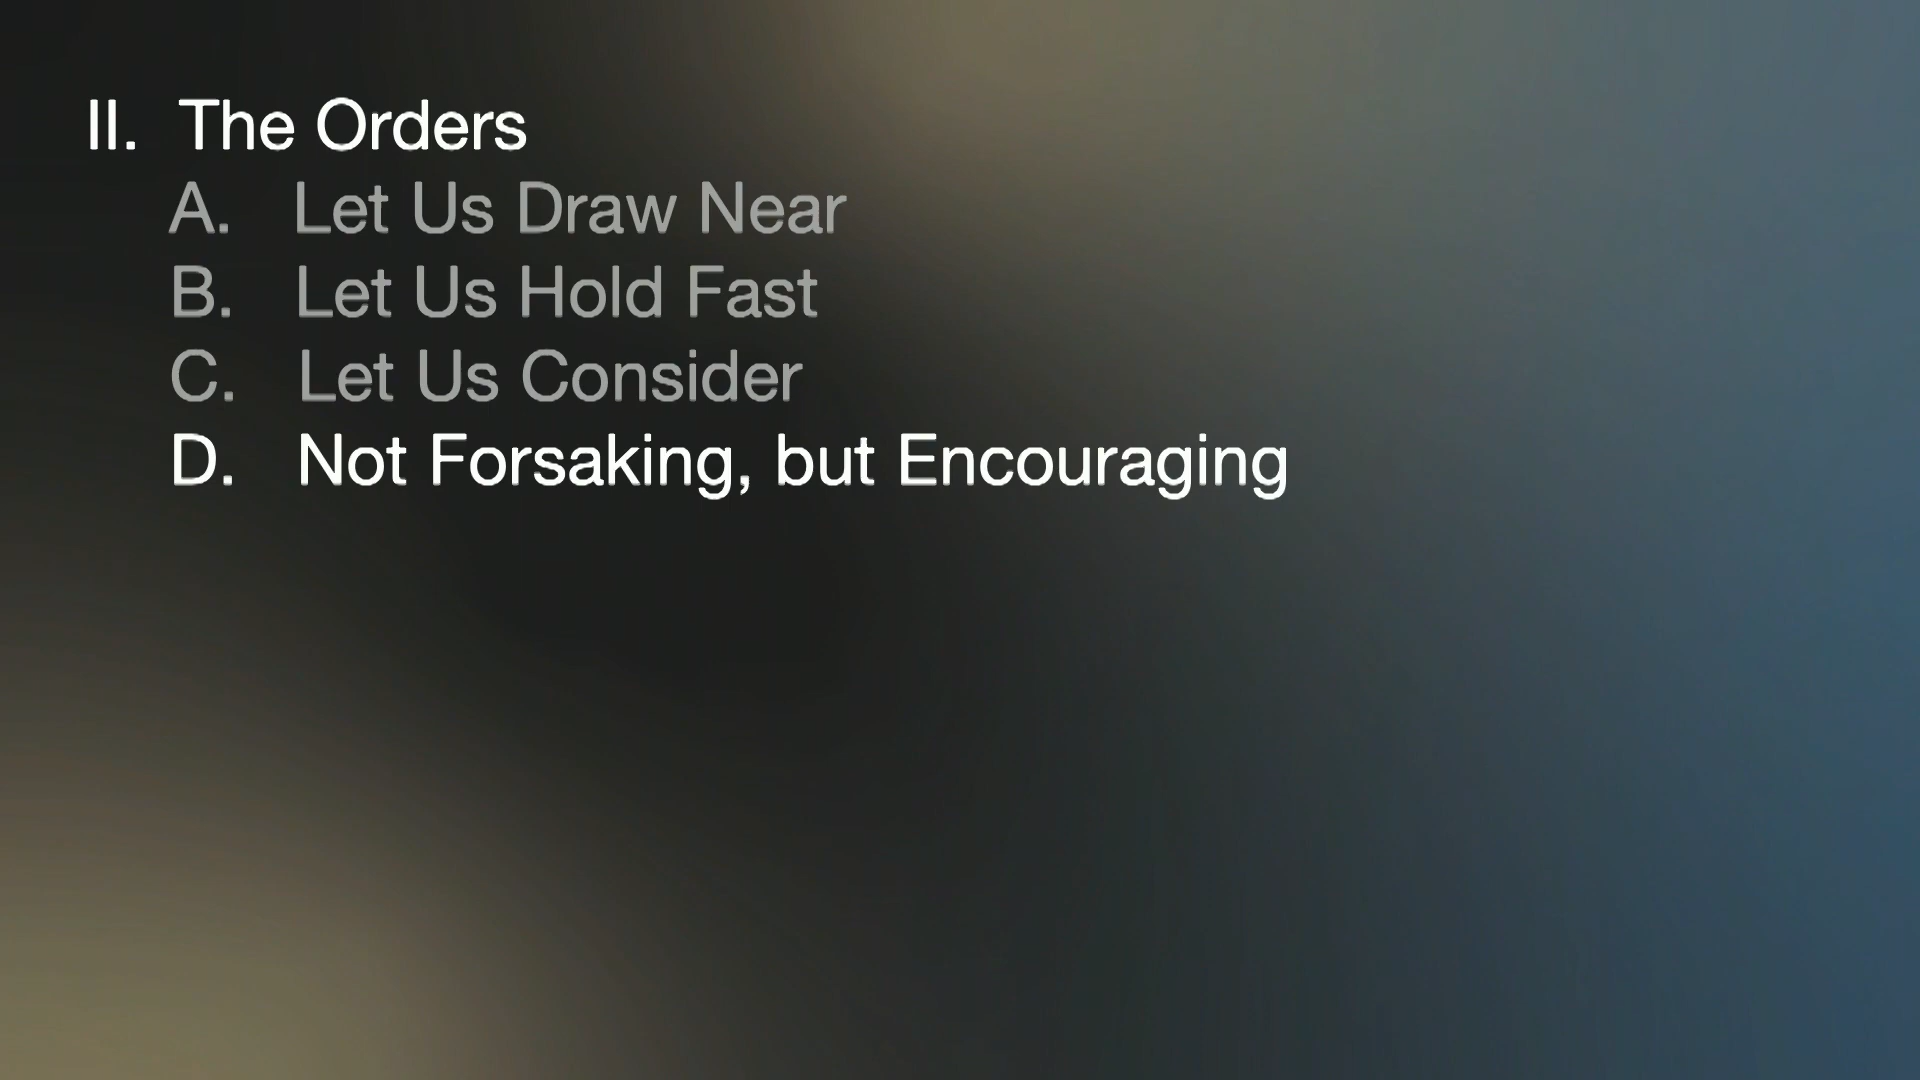 II. The Orders
A. Let Us Draw Near
B. Let Us Hold Fast
C. Let Us Consider
D. Not Forsaking, but Encouraging